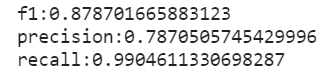 f1:0.878701665883123
precision:0.7870505745429996
recall:0.9904611330698287